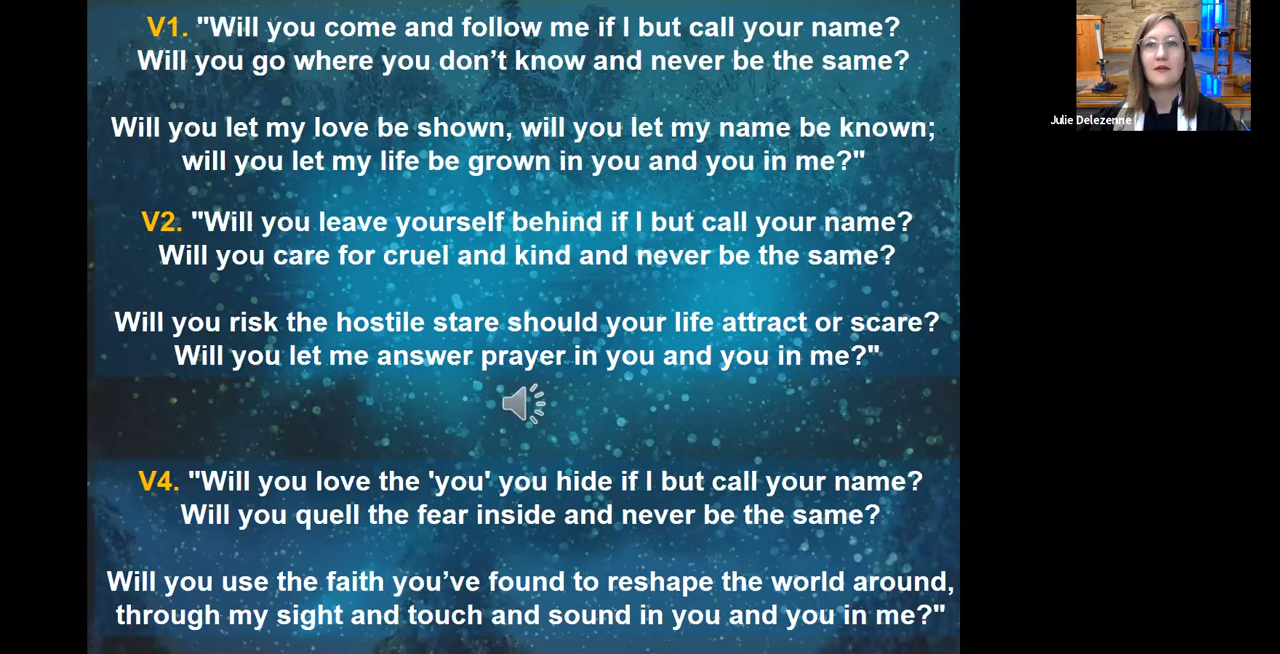 V1. "Will you come and follow me if I but call your name?
Will you go where you don’t know and never be the same?
Will you let my love be shown, will you let my name be known;
will you let my life be grown in you and you in me?"
V2. "Will you leave yourself behind if I but call your name?
Will you care for cruel and kind and never be the same?
Will you risk the hostile stare should your life attract or scare?
Will you let me answer prayer in you and you in me?"
V4. "Will you love the 'you' you hide if I but call your name?
Will you quell the fear inside and never be the same?
Will you use the faith you’ve found to reshape the world around,
through my sight and touch and sound in you and you in me?"
Julie Delezenne